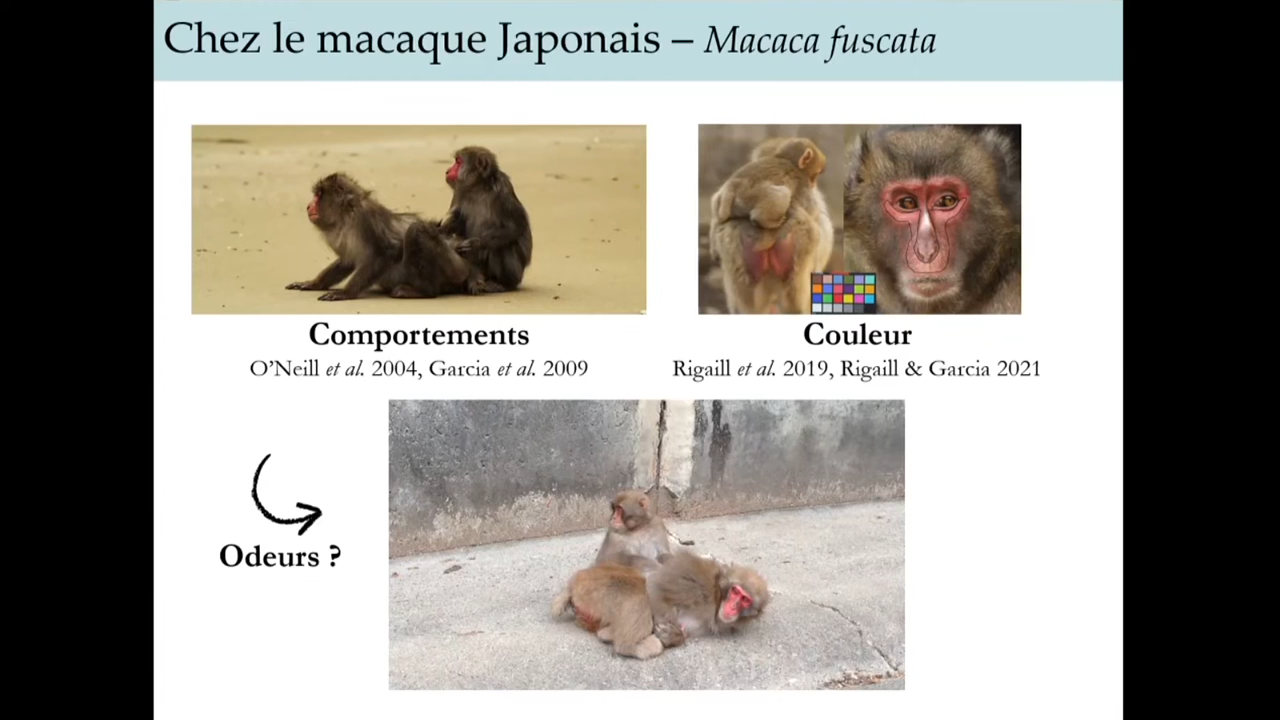 Chez le macaque Japonais – Macaca fuscata
Comportements
O’Neill et al. 2004, Garcia et al. 2009
Couleur
Rigaill et al. 2019, Rigaill & Garcia 2021
Odeurs ?